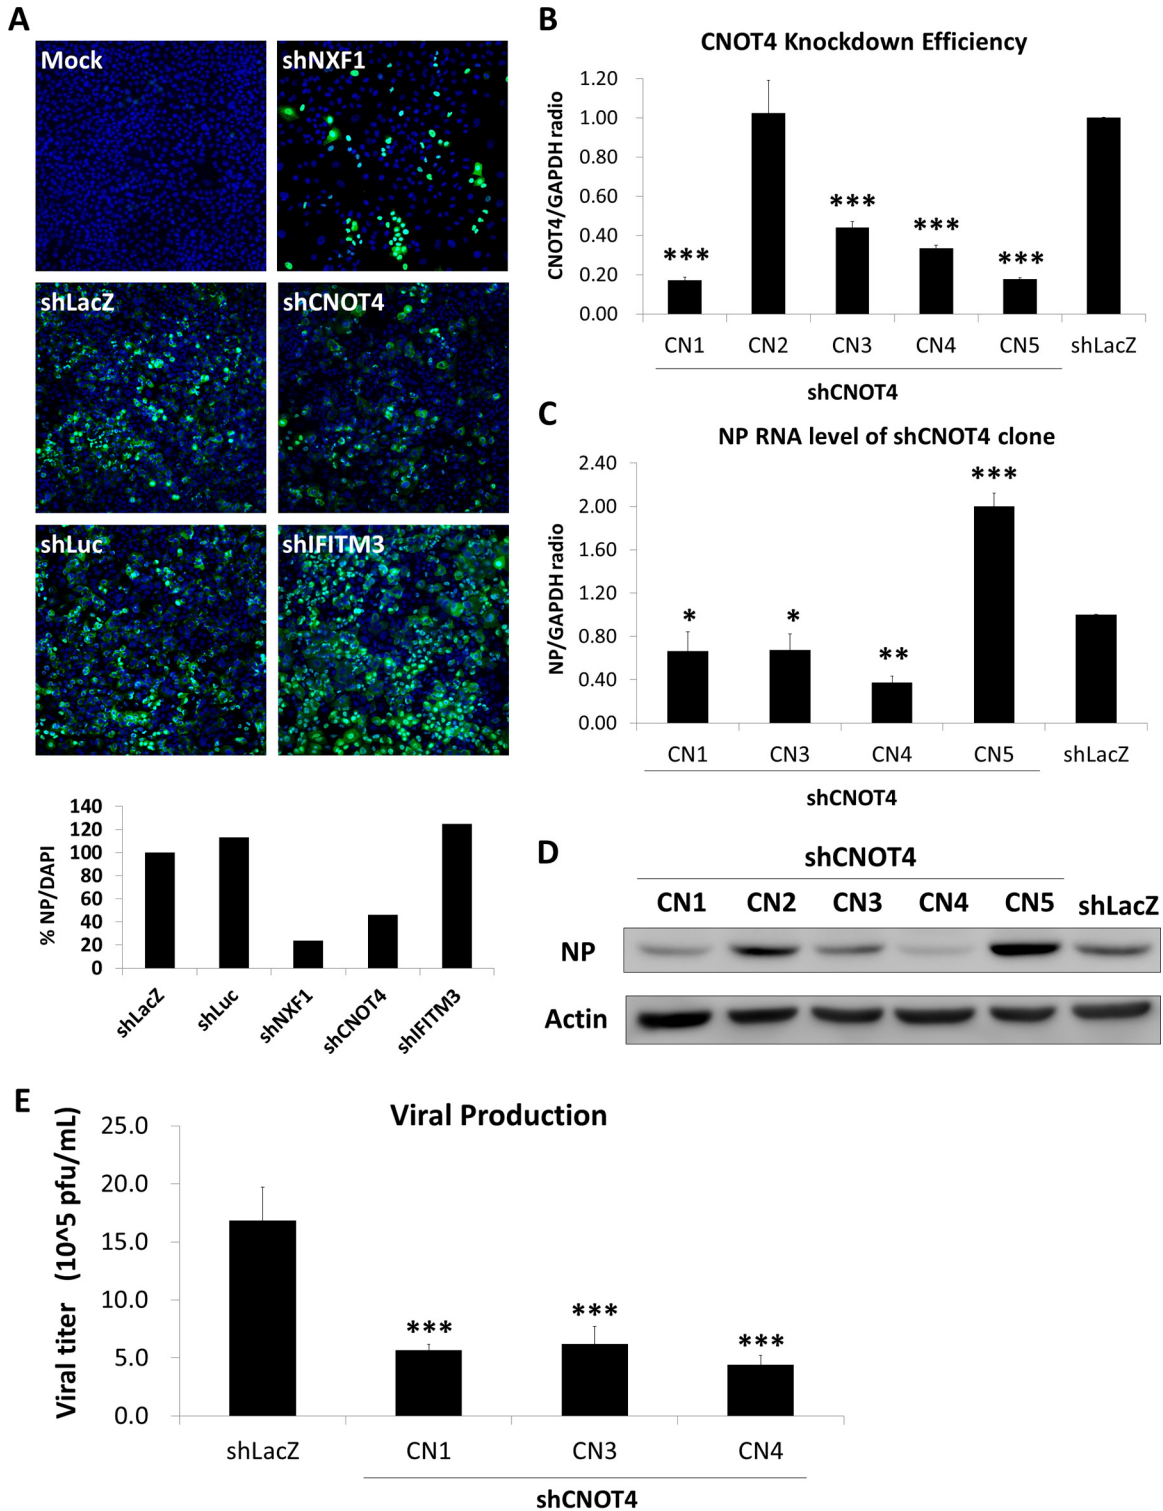 A
Mock
shNXF1
shLacZ
shCNOT4
shLuc
shIFITM3
140
120
100
80
60
40
20
0
% NP/DAPI
shLacZ
shLuc
shNXF1
shCNOT4
shIFITM3
B
CNOT4 Knockdown Efficiency
1.20
1.00
0.80
0.60
0.40
0.20
0.00
CNOT4/GAPDH radio
***
***
***
***
CN1 CN2 CN3 CN4 CN5 shLacZ
shCNOT4
C
NP RNA level of shCNOT4 clone
2.40
2.00
1.60
1.20
0.80
0.40
0.00
NP/GAPDH radio
*
*
**
***
CN1 CN3 CN4 CN5 shLacZ
shCNOT4
D
shCNOT4
CN1 CN2 CN3 CN4 CN5 shLacZ
NP
Actin
E
Viral Production
25.0
20.0
15.0
10.0
5.0
0.0
Viral titer (10^5 pfu/mL)
***
***
***
shLacZ CN1 CN3 CN4
shCNOT4